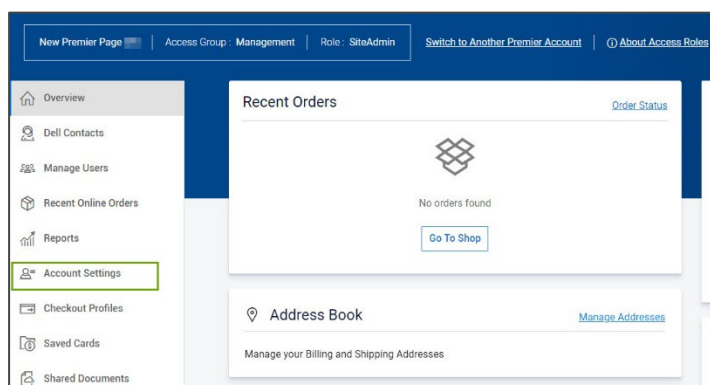 New Premier Page
Access Group : Management
Role : SiteAdmin
Switch to Another Premier Account
About Access Roles
Overview
Dell Contacts
Manage Users
Recent Online Orders
Reports
Account Settings
Checkout Profiles
Saved Cards
Shared Documents
Recent Orders
Order Status
No orders found
Go To Shop
Address Book
Manage Addresses
Manage your Billing and Shipping Addresses